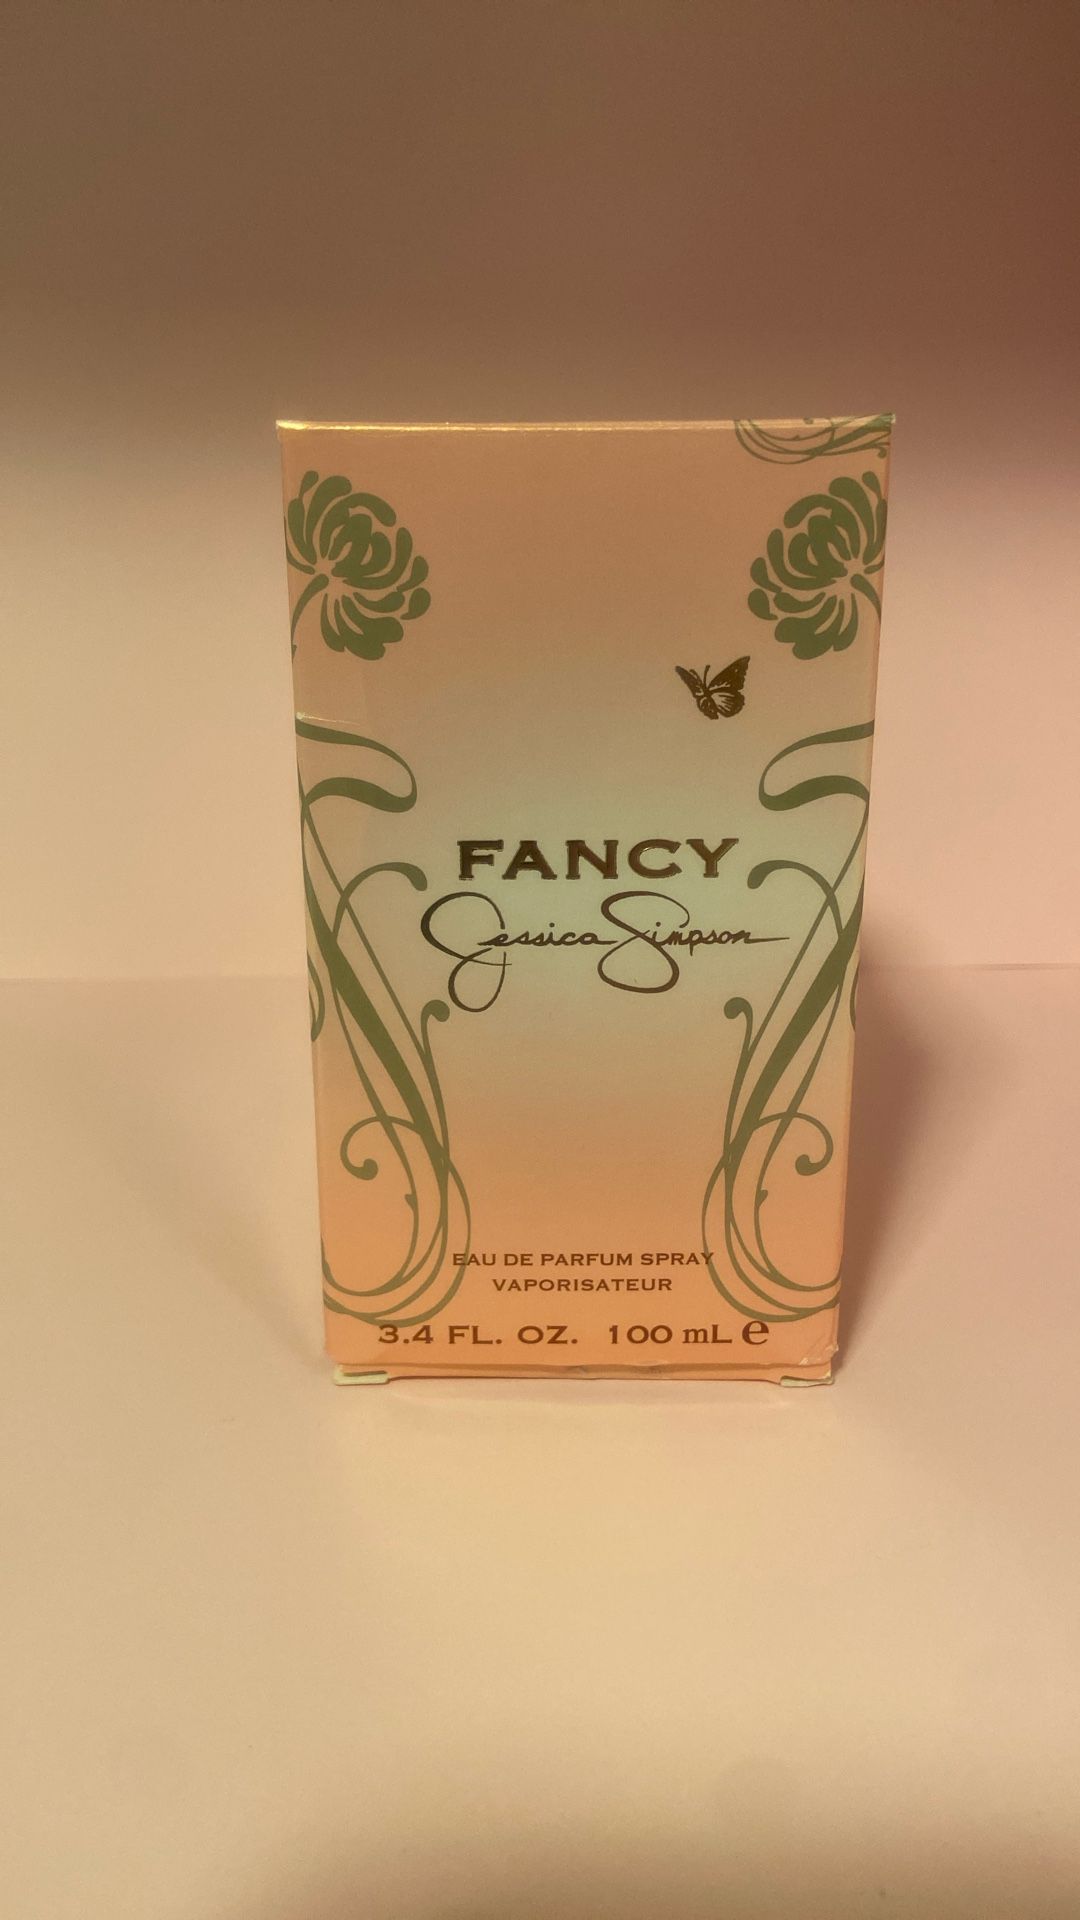 FANCY
Jessica Simpson
EAU DE PARFUM SPRAY
VAPORISATEUR
3.4 FL. OZ. 100 mL e